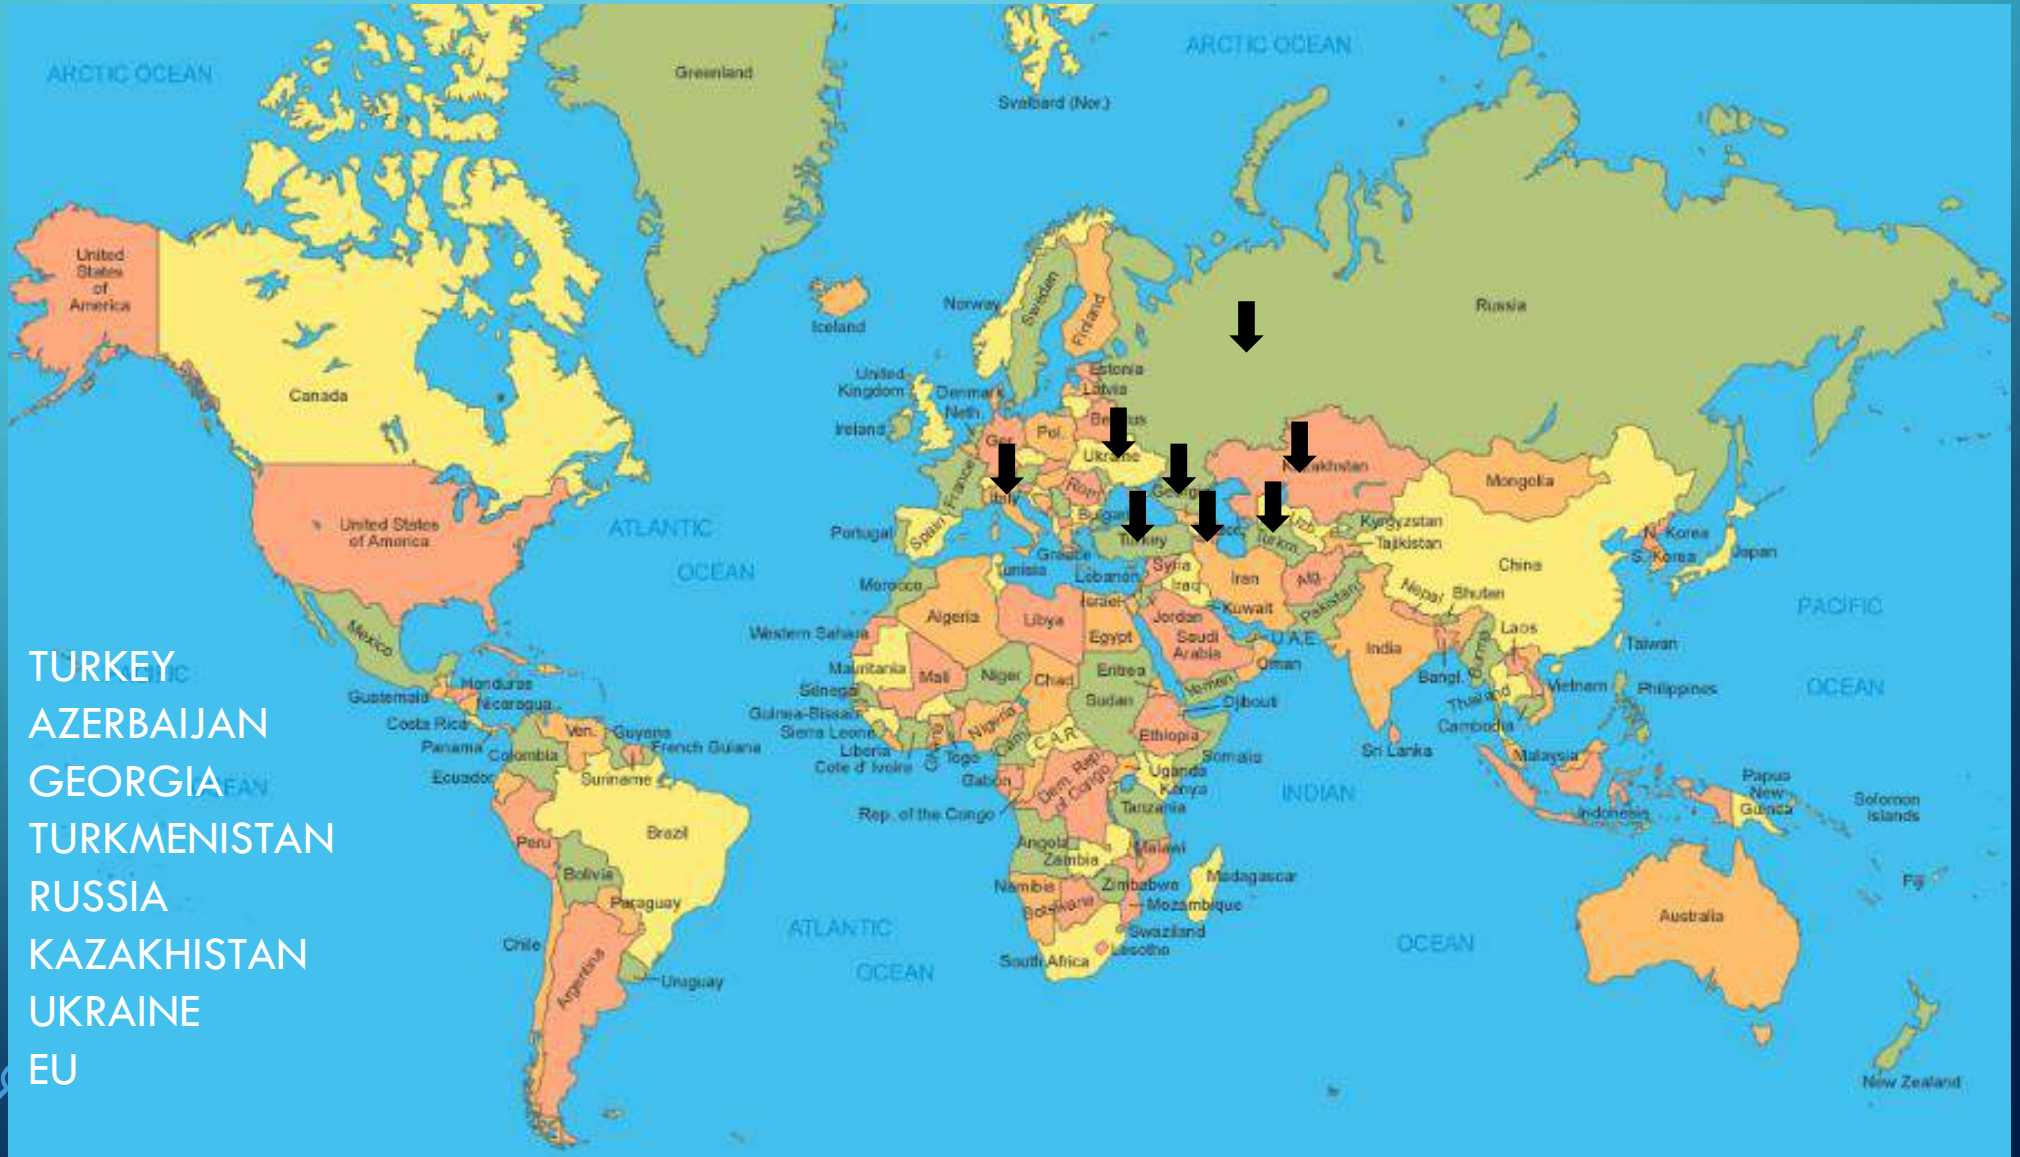 ARCTIC OCEAN
ARCTIC OCEAN
Greenland
Svalbard (Nor.)
United
States
of
America
Russia
Norway
Sweden
Finland
Iceland
Canada
United
Kingdom
Denmark
Estonia
Latvia
Neth.
Ireland
Ger.
Pol.
Ukraine
Kazakhstan
Mongolia
France
Italy
Rom.
United States
of America
ATLANTIC
OCEAN
Portugal
Spain
Turkey
Greece
Turkm.
Kyrgyzstan
Tajikistan
N. Korea
S. Korea
Japan
China
Morocco
Tunisia
Lebanon
Syria
Iraq
Iran
Afg.
Pakistan
Nepal
Bhutan
Israel
Kuwait
Algeria
Libya
Egypt
Jordan
Saudi
Arabia
U.A.E.
Oman
India
Laos
Burma
Taiwan
PACIFIC
OCEAN
Mexico
Western Sahara
Mauritania
Mali
Niger
Chad
Eritrea
Sudan
Yemen
Djibouti
Bangl.
Thailand
Vietnam
Cambodia
Philippines
Guatemala
Honduras
Nicaragua
Costa Rica
Panama
Senegal
Guinea-Bissau
Sierra Leone
Liberia
Cote d' Ivoire
Togo
Nigeria
C.A.R.
Ethiopia
Somalia
Sri Lanka
Malaysia
Ven.
Guyana
French Guiana
Colombia
Suriname
Ecuador
Gabon
Rep. of the Congo
Dem. Rep.
of Congo
Uganda
Kenya
Tanzania
INDIAN
OCEAN
Indonesia
Papua
New
Guinea
Solomon
Islands
Peru
Brazil
Bolivia
Paraguay
Chile
Argentina
Uruguay
ATLANTIC
OCEAN
Angola
Zambia
Malawi
Namibia
Botswana
Zimbabwe
Mozambique
Madagascar
Swaziland
Lesotho
South Africa
Australia
Fiji
New Zealand
TURKEY
AZERBAIJAN
GEORGIA
TURKMENISTAN
RUSSIA
KAZAKHISTAN
UKRAINE
EU